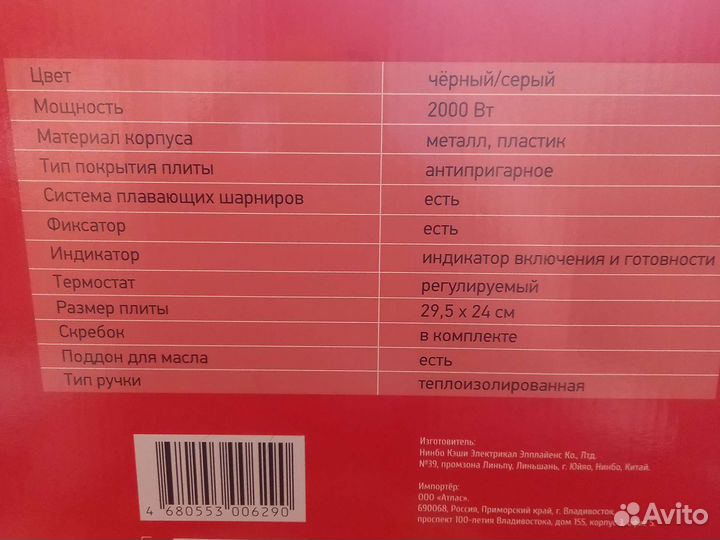 Цвет чёрный/серый
Мощность 2000 Вт
Материал корпуса металл, пластик
Тип покрытия плиты антипригарное
Система плавающих шарниров есть
Фиксатор есть
Индикатор индикатор включения и готовности
Термостат регулируемый
Размер плиты 29,5 x 24 см
Скребок в комплекте
Поддон для масла есть
Тип ручки теплоизолированная
4 680553 006290
Изготовитель:
Нинбо Кэши Электрикал Эпплайенс Ко., Лтд.
№39, промзона Линьпу, Линьшань, г. Юйяо, Нинбо, Китай.
Импортёр:
ООО «Атлас».
690068, Россия, Приморский край, г. Владивосток,
проспект 100-летия Владивостока, дом 155, корпус 3,
Avito